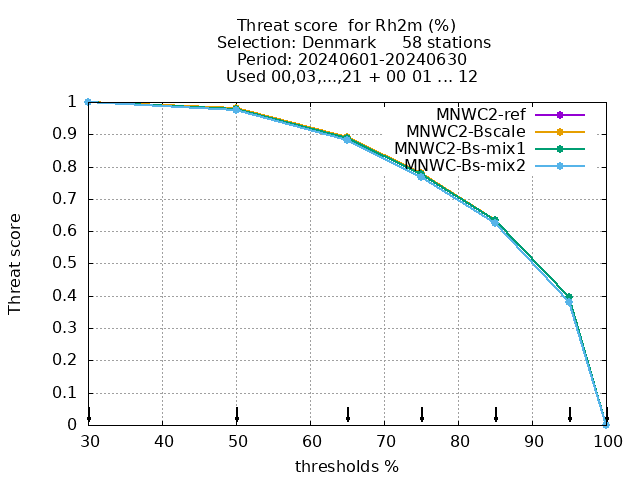 Threat score  for Rh2m (%)
Selection: Denmark     58 stations
Period: 20240601-20240630
Used 00,03,...,21 + 00 01 ... 12
MNWC2-ref
MNWC2-Bscale
MNWC2-Bs-mix1
MNWC-Bs-mix2
Threat score
1
0.9
0.8
0.7
0.6
0.5
0.4
0.3
0.2
0.1
0
30 40 50 60 70 80 90 100
thresholds %